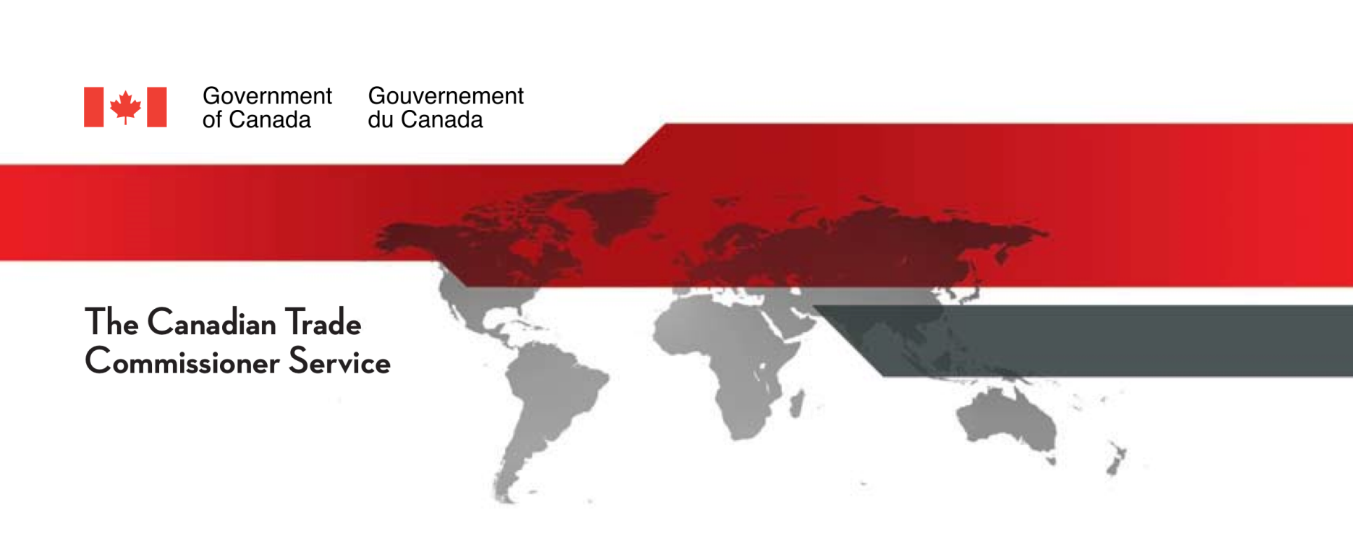 Government
of Canada
Gouvernement
du Canada
The Canadian Trade
Commissioner Service